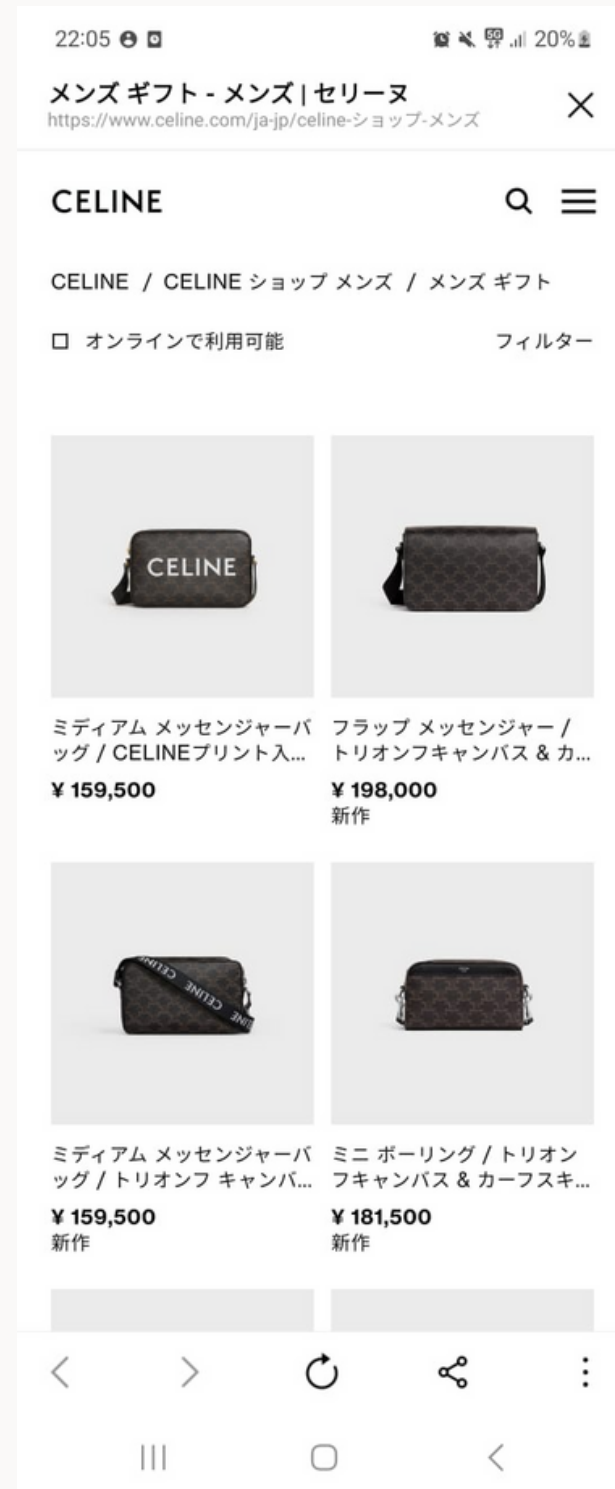 22:05
5G
20%
メンズ ギフト - メンズ | セリーヌ
https://www.celine.com/ja-jp/celine-ショップ-メンズ
CELINE
CELINE / CELINE ショップ メンズ / メンズ ギフト
オンラインで利用可能
フィルター
CELINE
ミディアム メッセンジャーバ
ッグ / CELINEプリント入...
¥ 159,500
フラップ メッセンジャー /
トリオンフキャンバス & カ...
¥ 198,000
新作
CELINE CELINE CELINE
ミディアム メッセンジャーバ
ッグ / トリオンフ キャンバ...
¥ 159,500
新作
ミニ ボーリング / トリオン
フキャンバス & カーフスキ...
¥ 181,500
新作